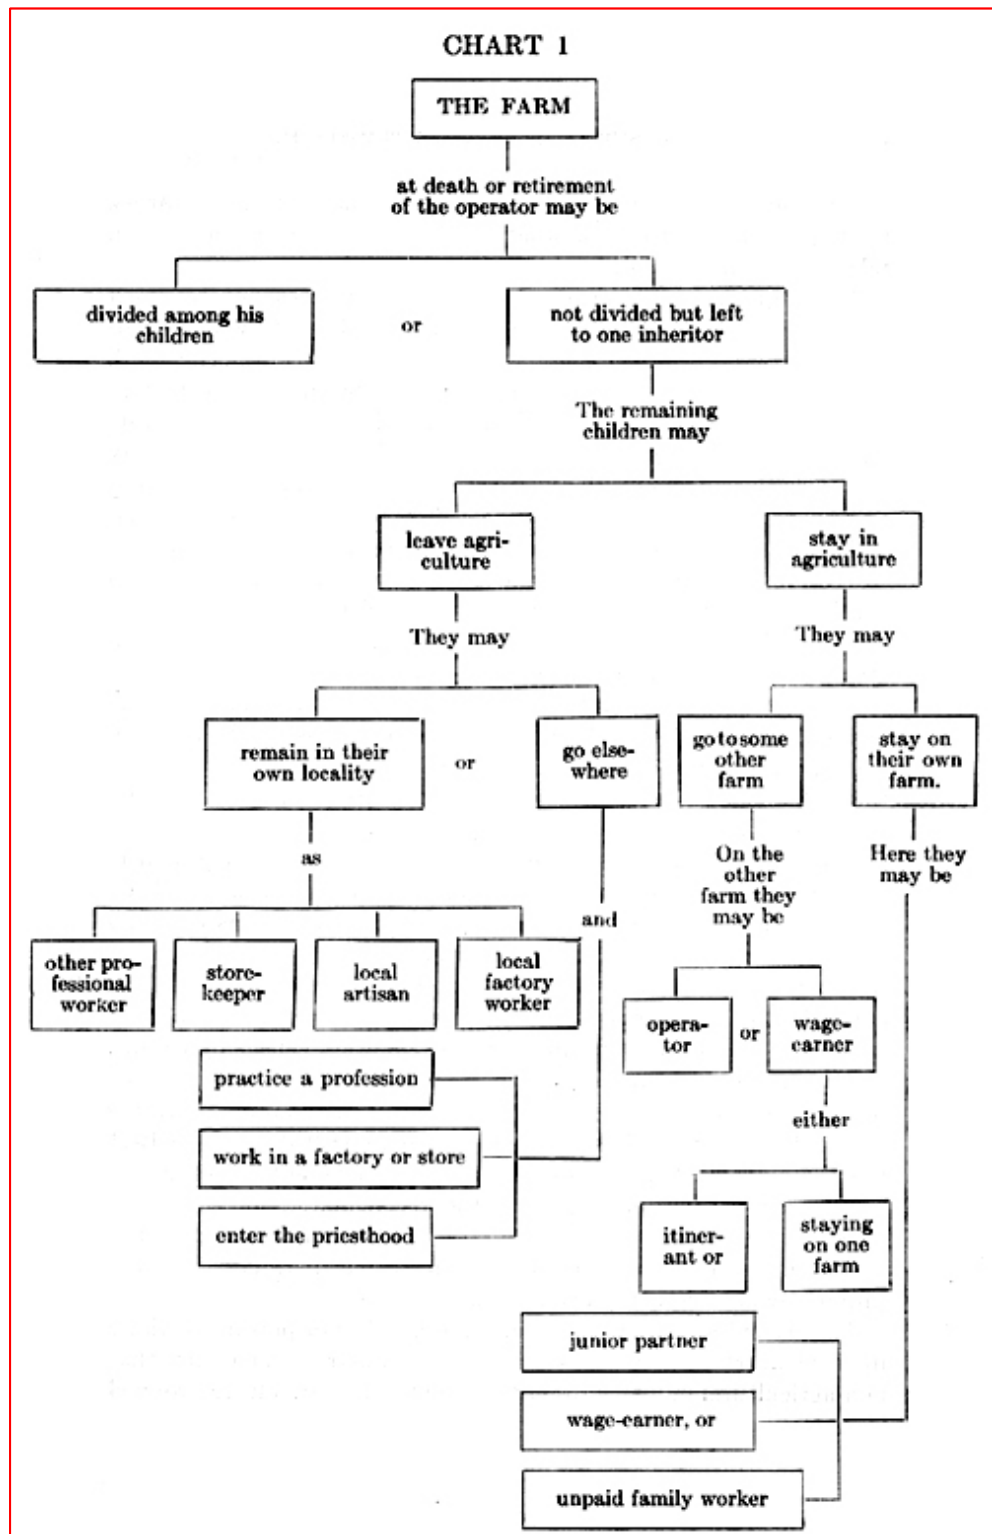 CHART 1
THE FARM
at death or retirement
of the operator may be
divided among his
children
or
not divided but left
to one inheritor
The remaining
children may
leave agri-
culture
stay in
agriculture
They may
They may
remain in their
own locality
or
go else-
where
go to some
other
farm
stay on
their own
farm.
as
and
On the
other
farm they
may be
Here they
may be
other pro-
fessional
worker
store-
keeper
local
artisan
local
factory
worker
opera-
tor
or
wage-
earner
practice a profession
work in a factory or store
enter the priesthood
either
itiner-
ant or
staying
on one
farm
junior partner
wage-earner, or
unpaid family worker